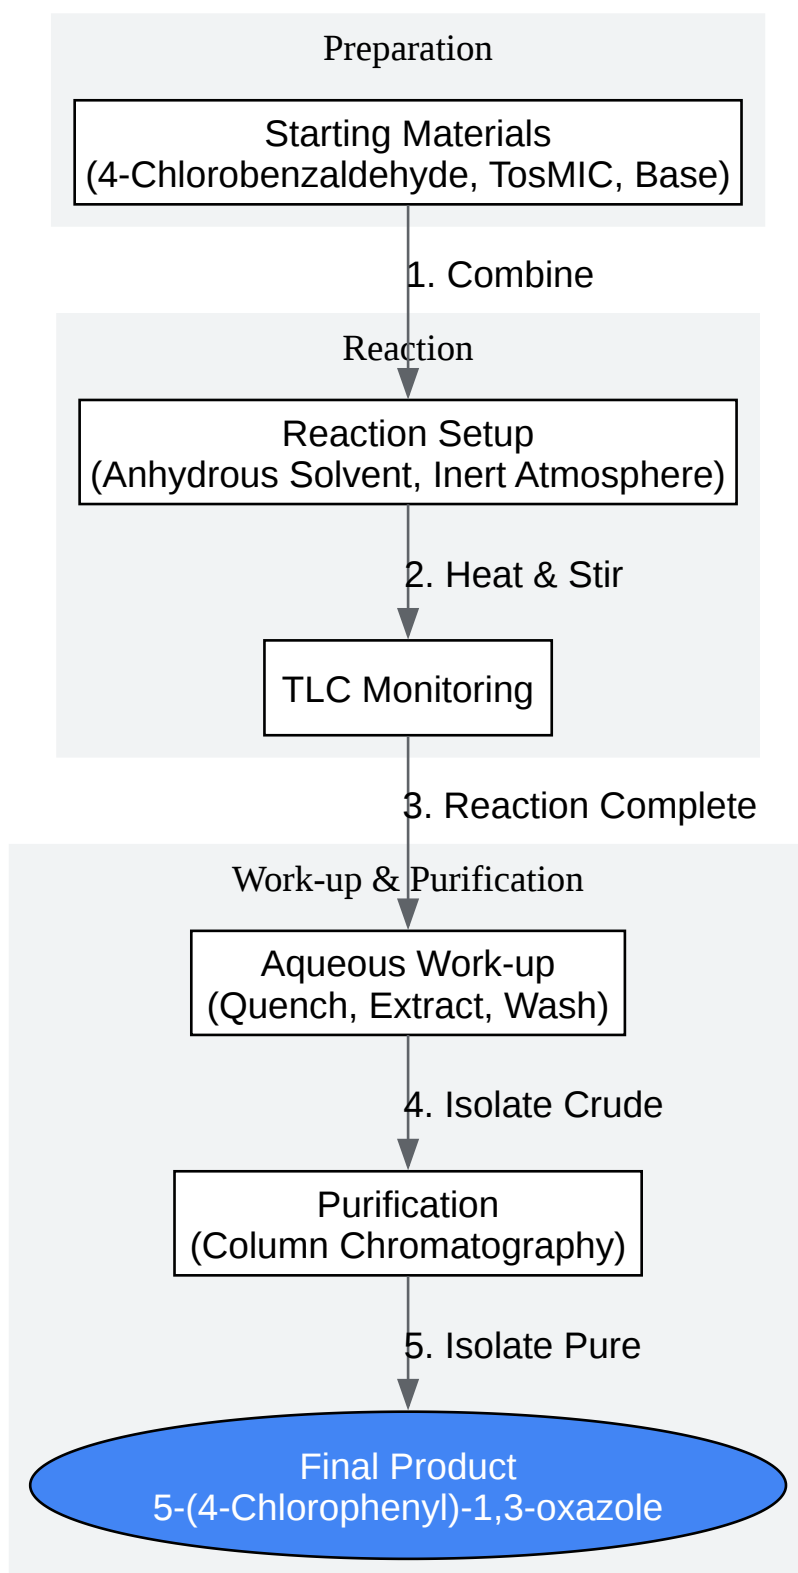 Preparation
Starting Materials
(4-Chlorobenzaldehyde, TosMIC, Base)
1. Combine
Reaction
Reaction Setup
(Anhydrous Solvent, Inert Atmosphere)
2. Heat & Stir
TLC Monitoring
3. Reaction Complete
Work-up & Purification
Aqueous Work-up
(Quench, Extract, Wash)
4. Isolate Crude
Purification
(Column Chromatography)
5. Isolate Pure
Final Product
5-(4-Chlorophenyl)-1,3-oxazole